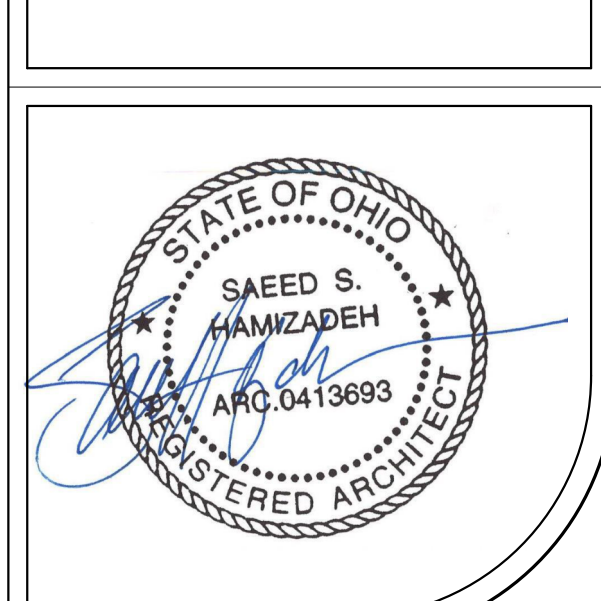 STATE OF OHIO
SAEED S.
HAMIZADEH
ARC.0413693
REGISTERED ARCHITECT